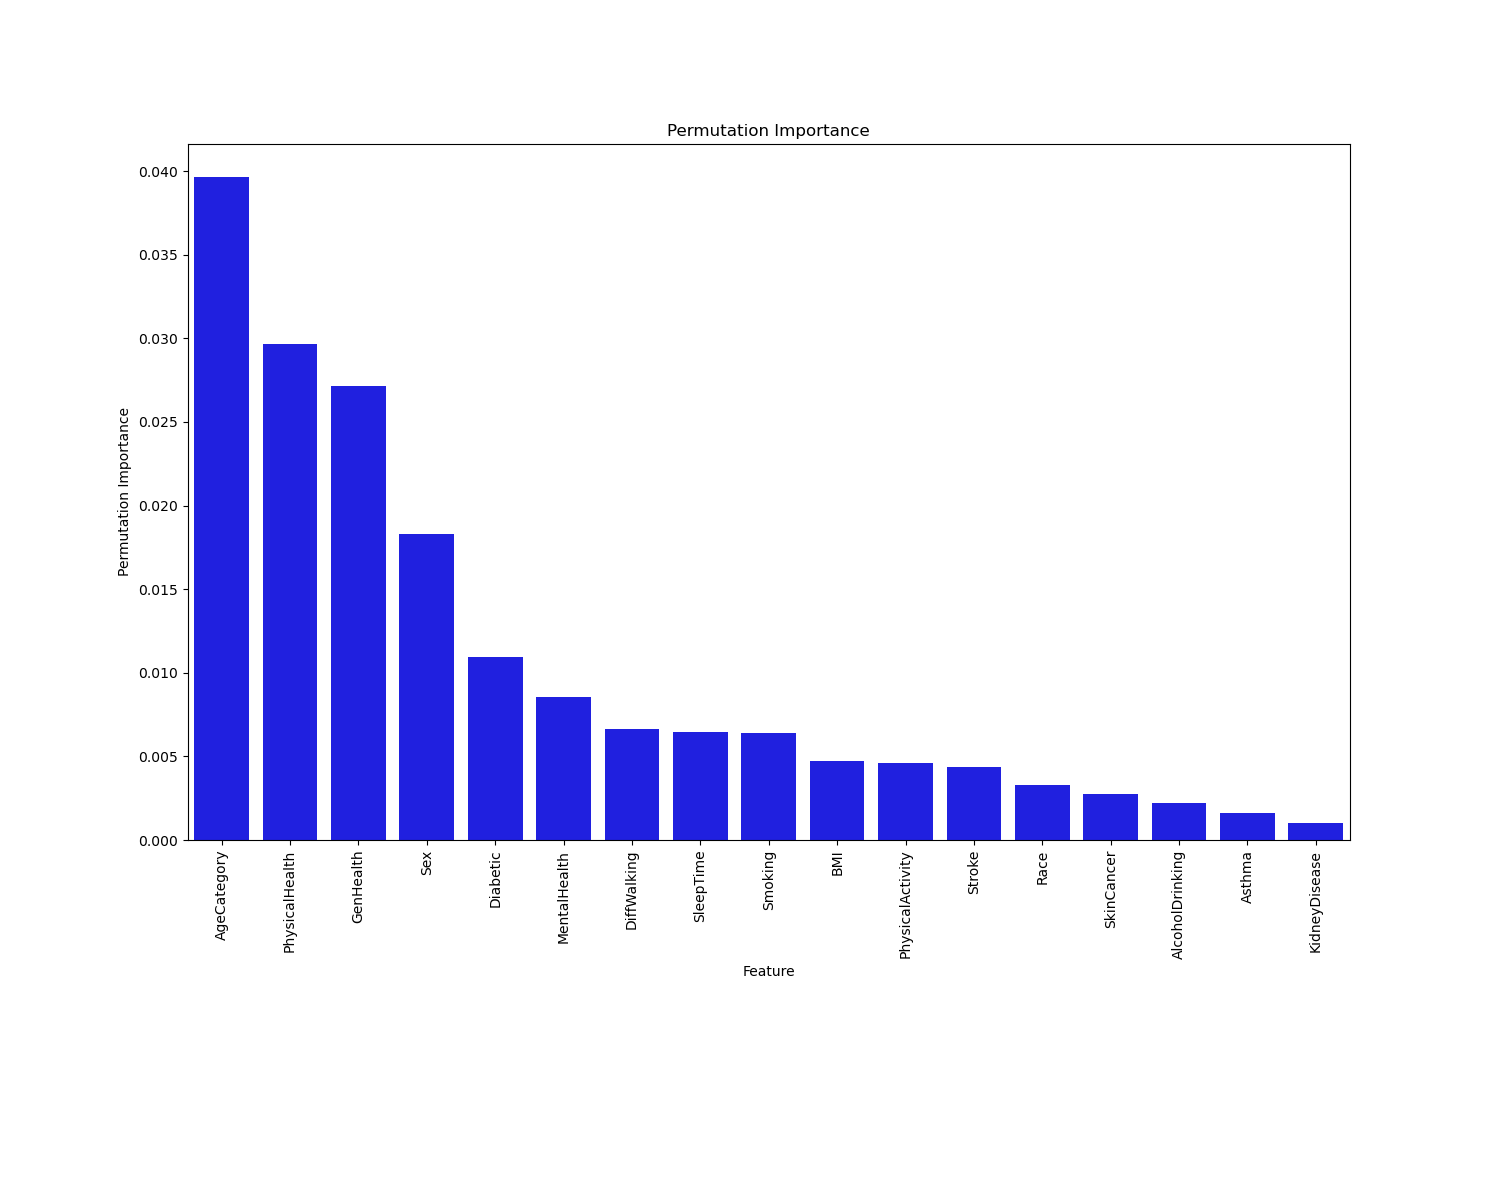 Permutation Importance
Permutation Importance
0.040
0.035
0.030
0.025
0.020
0.015
0.010
0.005
0.000
AgeCategory
PhysicalHealth
GenHealth
Sex
Diabetic
MentalHealth
DiffWalking
SleepTime
Smoking
BMI
PhysicalActivity
Stroke
Race
SkinCancer
AlcoholDrinking
Asthma
KidneyDisease
Feature